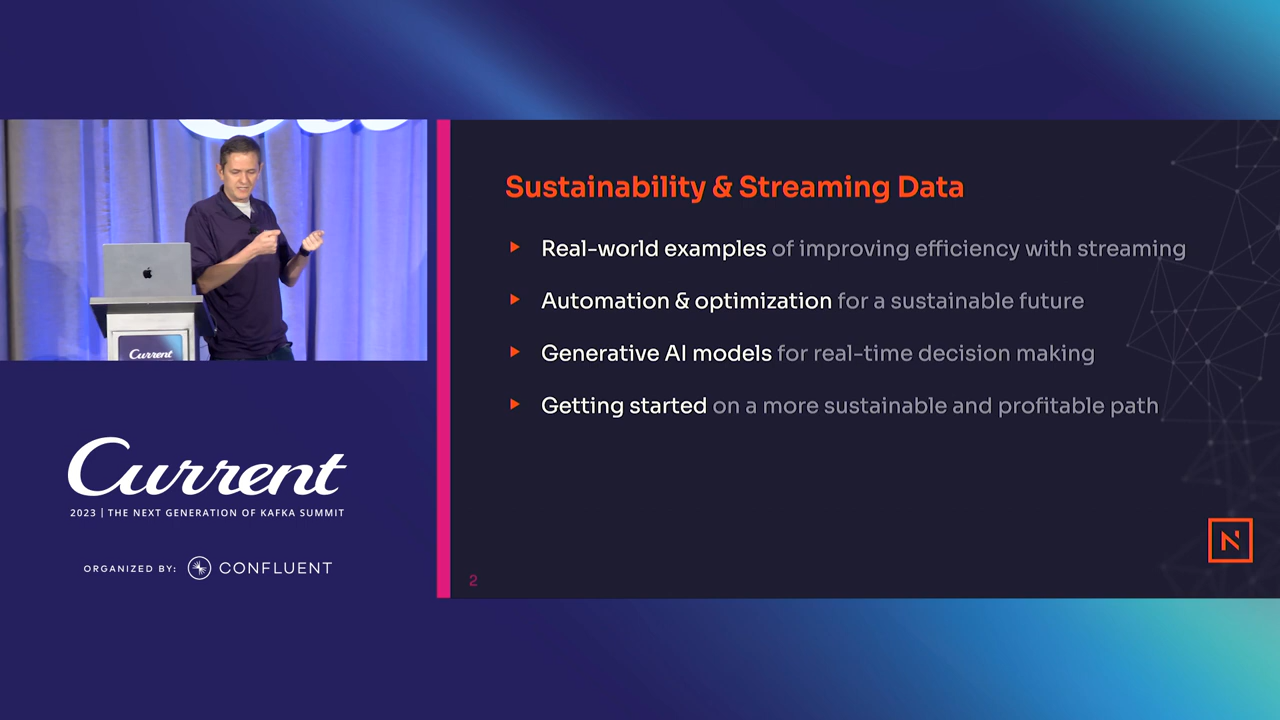 Current
Current
2023 | THE NEXT GENERATION OF KAFKA SUMMIT
ORGANIZED BY: CONFLUENT
Sustainability & Streaming Data
Real-world examples of improving efficiency with streaming
Automation & optimization for a sustainable future
Generative AI models for real-time decision making
Getting started on a more sustainable and profitable path
2
N